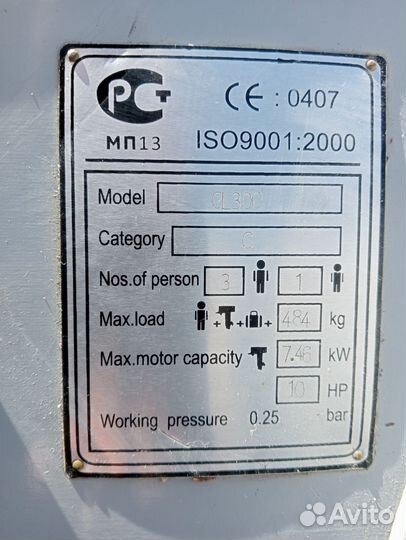 РСТ CE : 0407
МП13 ISO9001:2000
Model CL300
Category C
Nos.of person 3 1
Max.load + + + 484 kg
Max.motor capacity 7.46 kW
10 HP
Working pressure 0.25 bar
Avito